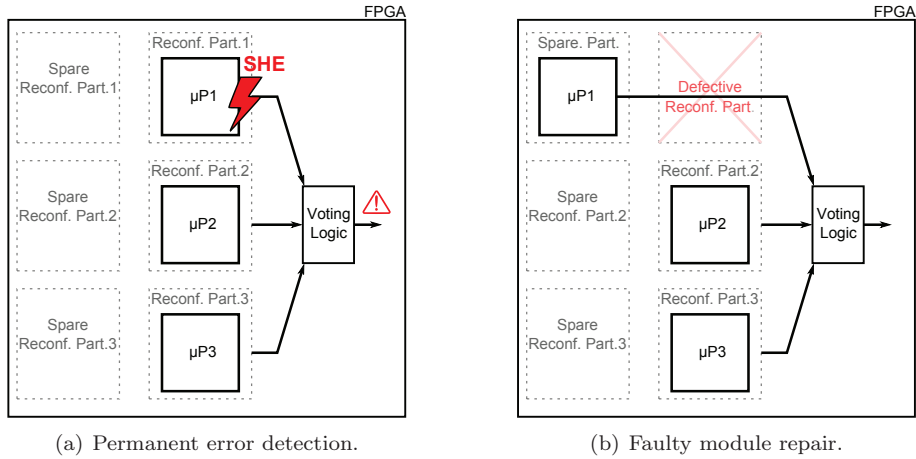 FPGA
Reconf. Part.1
SHE
Spare
Reconf. Part.1
µP1
Reconf. Part.2
Spare
Reconf. Part.2
µP2
Voting
Logic
Reconf. Part.3
Spare
Reconf. Part.3
µP3
(a) Permanent error detection.
FPGA
Spare. Part.
µP1
Defective
Reconf. Part.
Reconf. Part.2
Spare
Reconf. Part.2
µP2
Voting
Logic
Reconf. Part.3
Spare
Reconf. Part.3
µP3
(b) Faulty module repair.